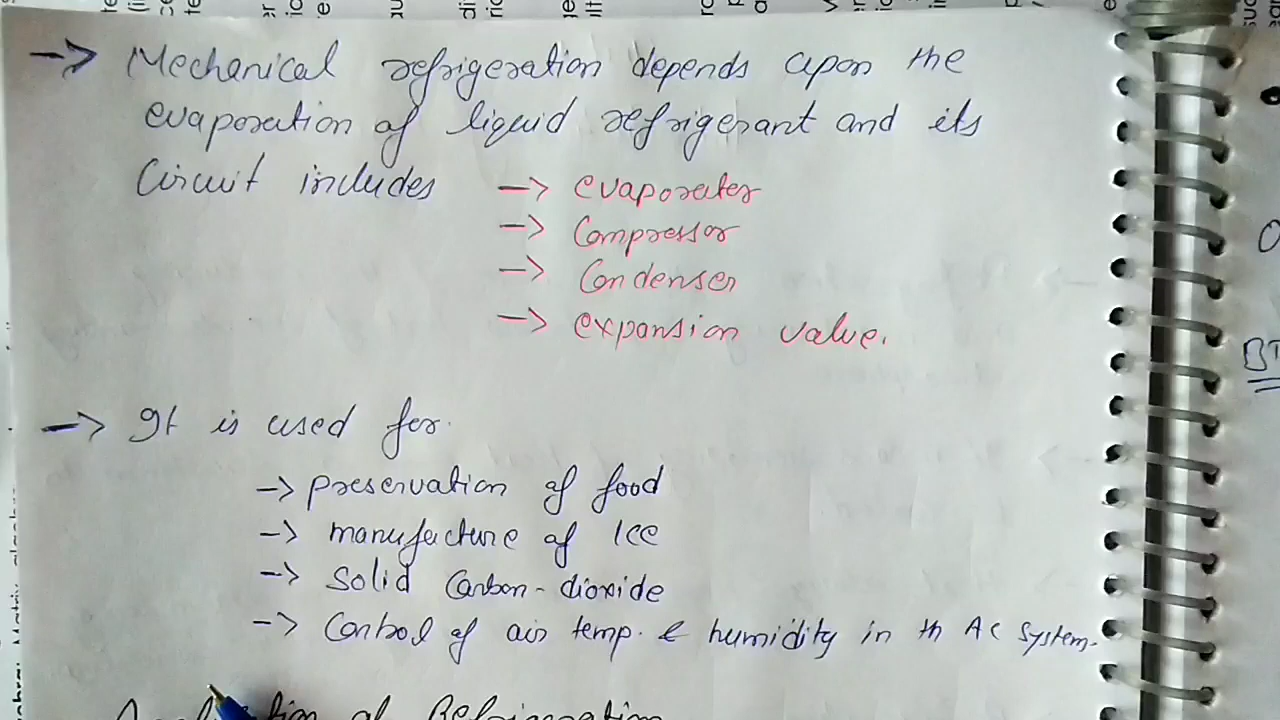 -> Mechanical refrigeration depends upon the
evaporation of liquid refrigerant and its
Circuit includes -> evaporater
-> Compressor
-> Condenser
-> expansion value.
-> It is used for.
-> preservation of food
-> manufacture of Ice
-> Solid Carbon-dioxide
-> Control of air temp. & humidity in th AC System.
of Refrigeration